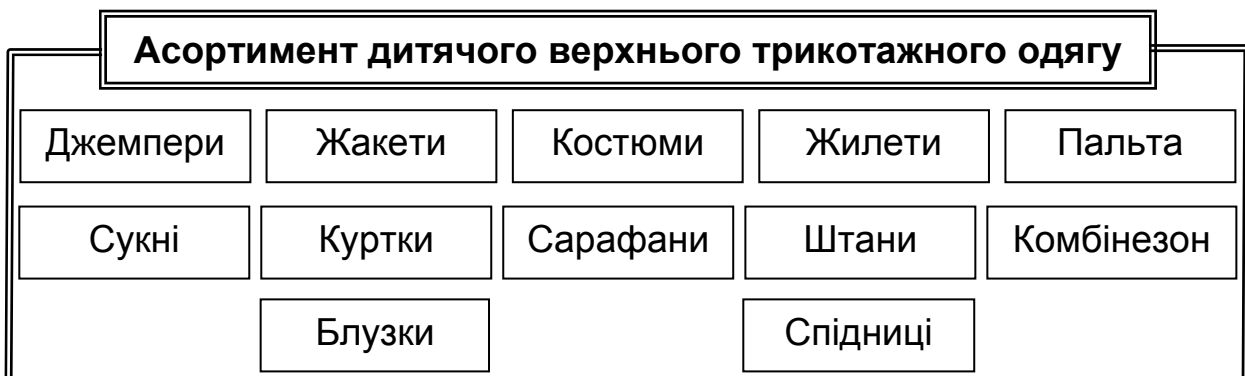 Асортимент дитячого верхнього трикотажного одягу
Джемпери Жакети Костюми Жилети Пальта
Сукні Куртки Сарафани Штани Комбінезон
Блузки Спідниці